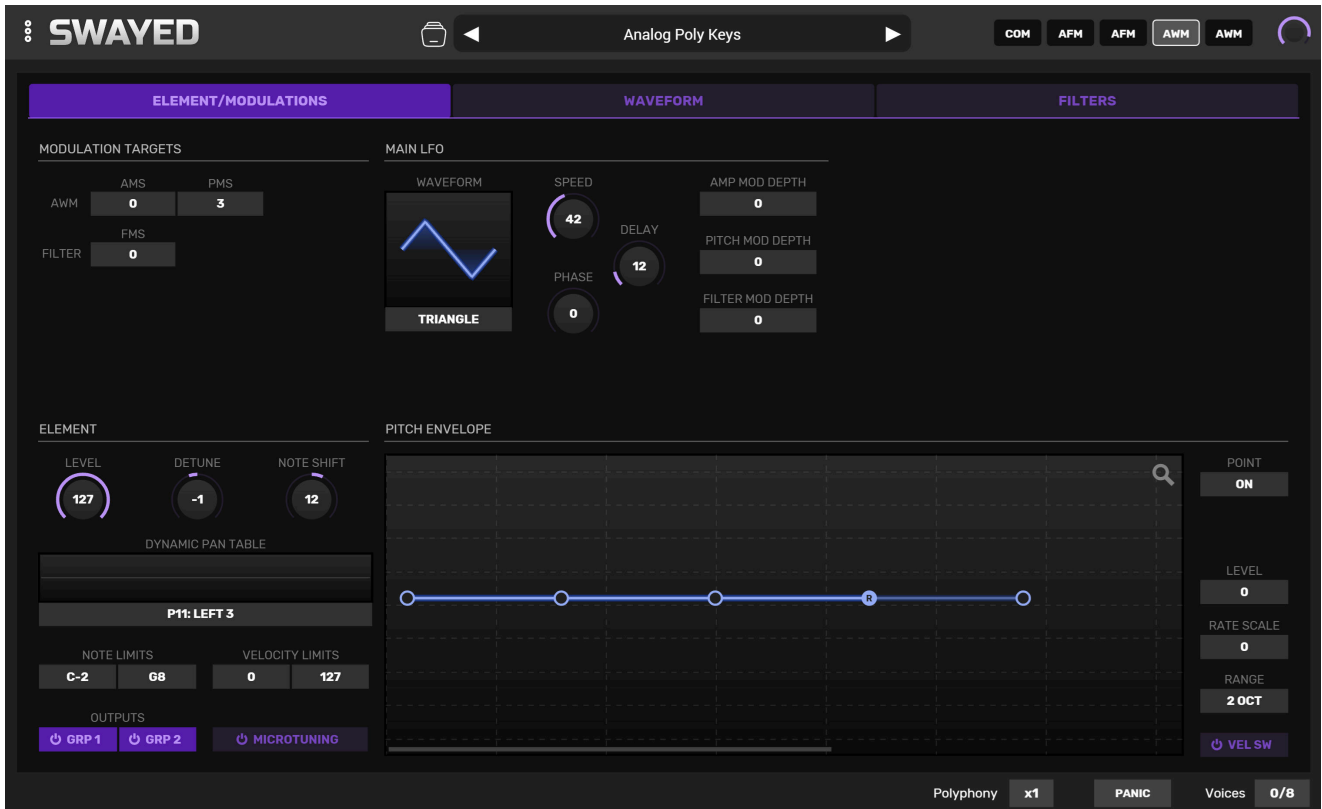 SWAYED
Analog Poly Keys
COM AFM AFM AWM AWM
ELEMENT/MODULATIONS WAVEFORM FILTERS
MODULATION TARGETS
AMS PMS
AWM 0 3
FMS
FILTER 0
MAIN LFO
WAVEFORM
TRIANGLE
SPEED
42
DELAY
12
PHASE
0
AMP MOD DEPTH
0
PITCH MOD DEPTH
0
FILTER MOD DEPTH
0
ELEMENT
LEVEL DETUNE NOTE SHIFT
127 -1 12
DYNAMIC PAN TABLE
P11: LEFT 3
NOTE LIMITS VELOCITY LIMITS
C-2 G8 0 127
OUTPUTS
GRP 1 GRP 2 MICROTUNING
PITCH ENVELOPE
R
POINT
ON
LEVEL
0
RATE SCALE
0
RANGE
2 OCT
VEL SW
Polyphony x1 PANIC Voices 0/8